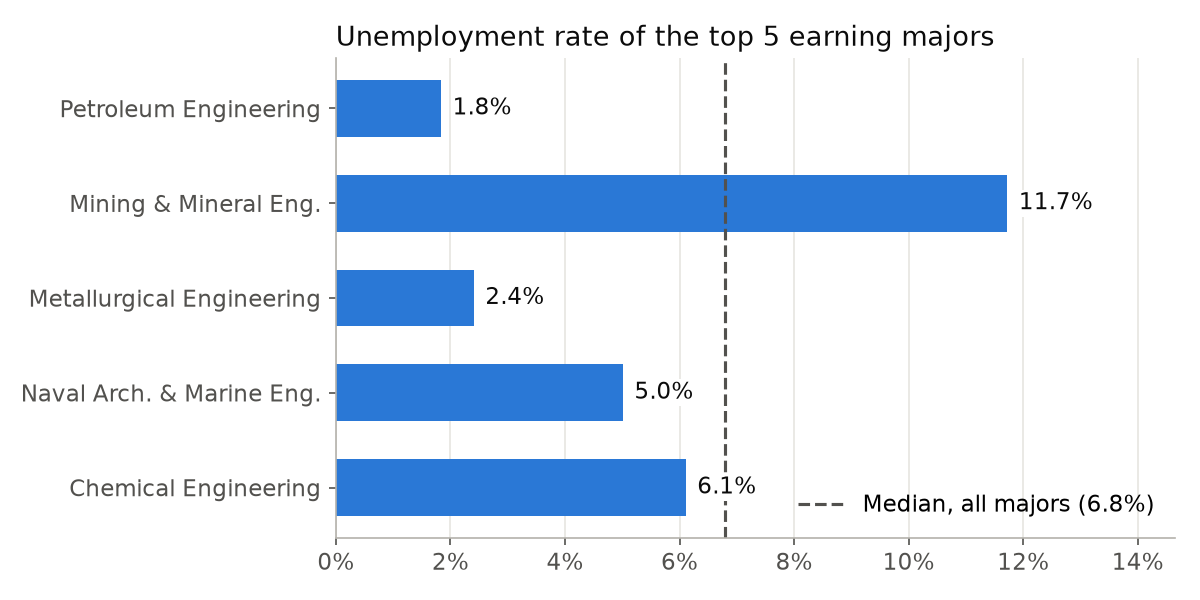 Unemployment rate of the top 5 earning majors
Petroleum Engineering 1.8%
Mining & Mineral Eng. 11.7%
Metallurgical Engineering 2.4%
Naval Arch. & Marine Eng. 5.0%
Chemical Engineering 6.1%
Median, all majors (6.8%)
0% 2% 4% 6% 8% 10% 12% 14%